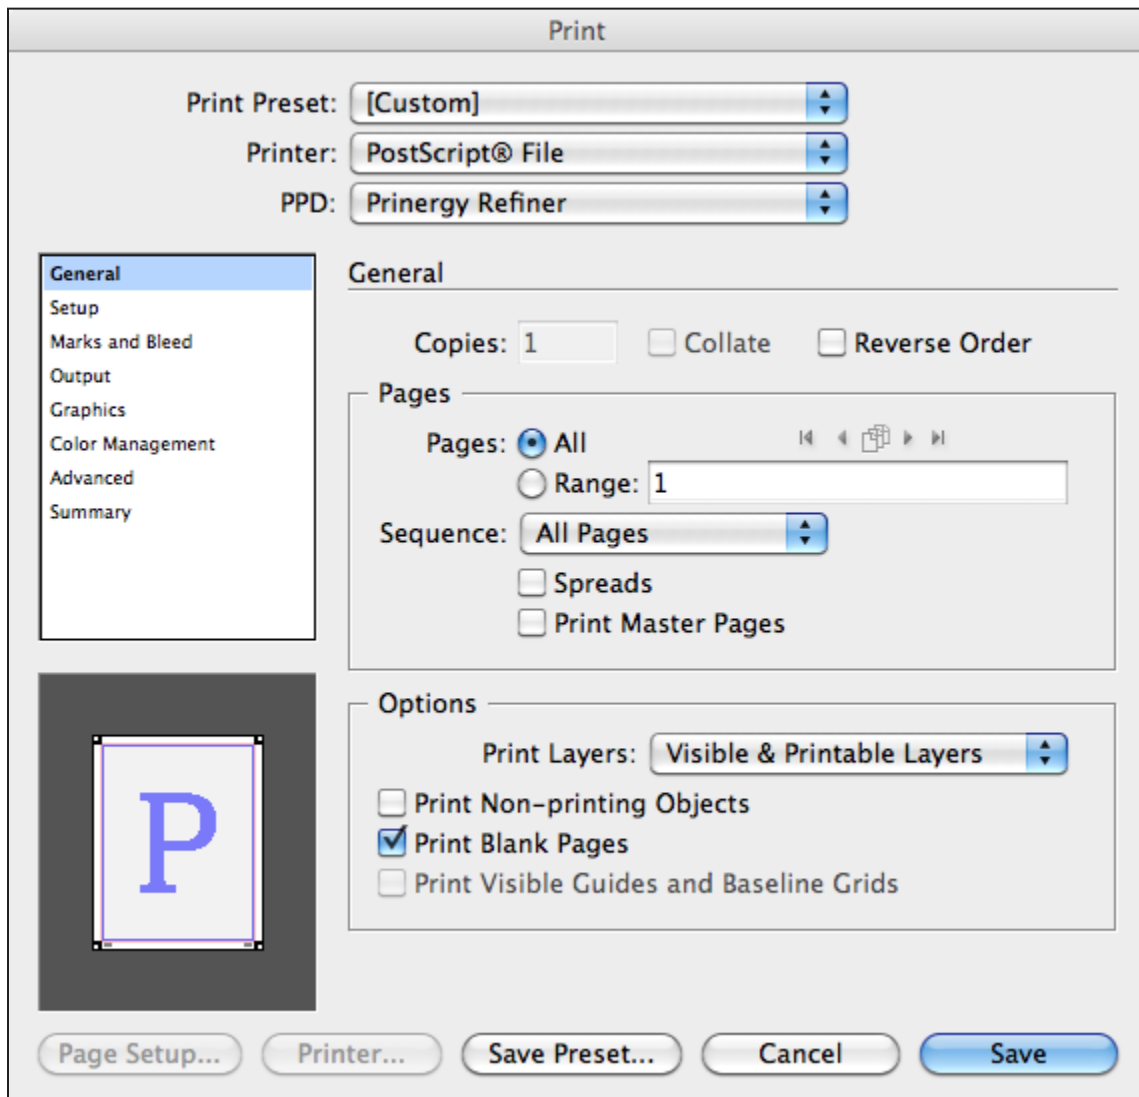 Print
Print Preset: [Custom]
Printer: PostScript® File
PPD: Prinergy Refiner
General
Setup
Marks and Bleed
Output
Graphics
Color Management
Advanced
Summary
General
Copies: 1 Collate Reverse Order
Pages
Pages: All
Range: 1
Sequence: All Pages
Spreads
Print Master Pages
Options
Print Layers: Visible & Printable Layers
Print Non-printing Objects
Print Blank Pages
Print Visible Guides and Baseline Grids
P
Page Setup... Printer... Save Preset... Cancel Save